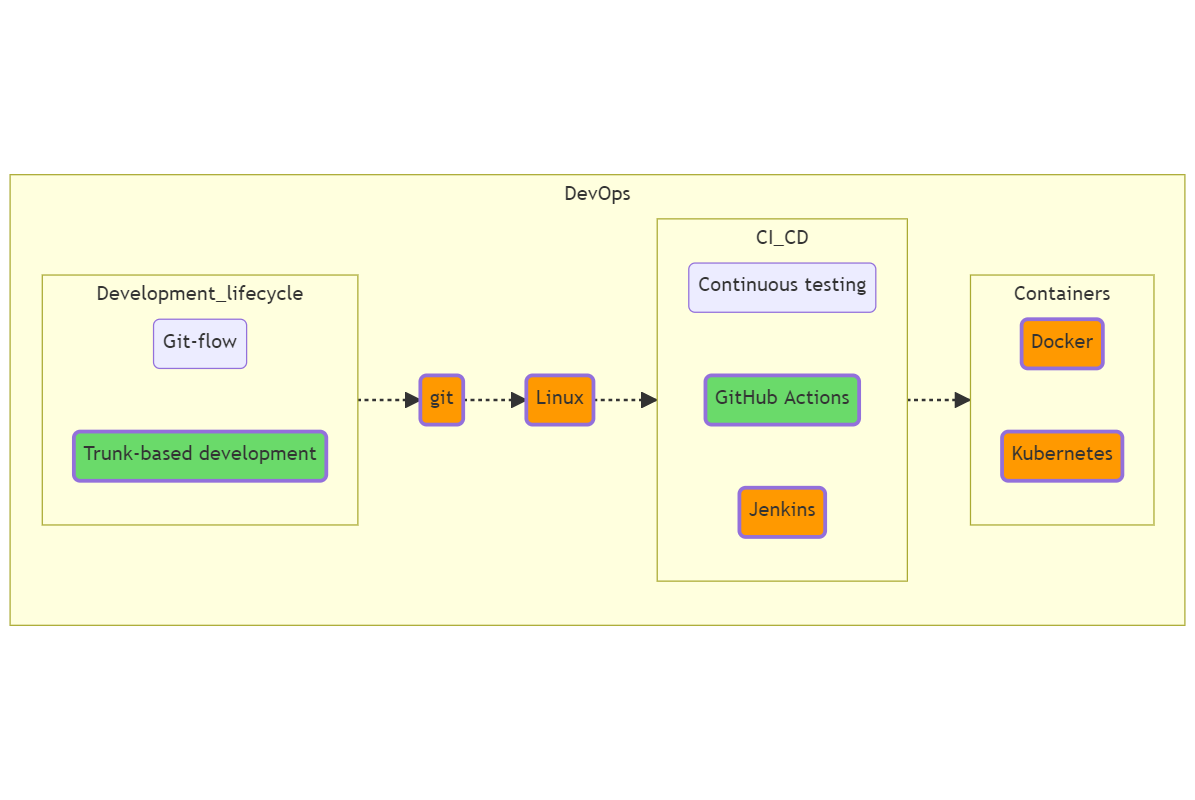 DevOps
Development_lifecycle
Git-flow
Trunk-based development
git
Linux
CI_CD
Continuous testing
GitHub Actions
Jenkins
Containers
Docker
Kubernetes